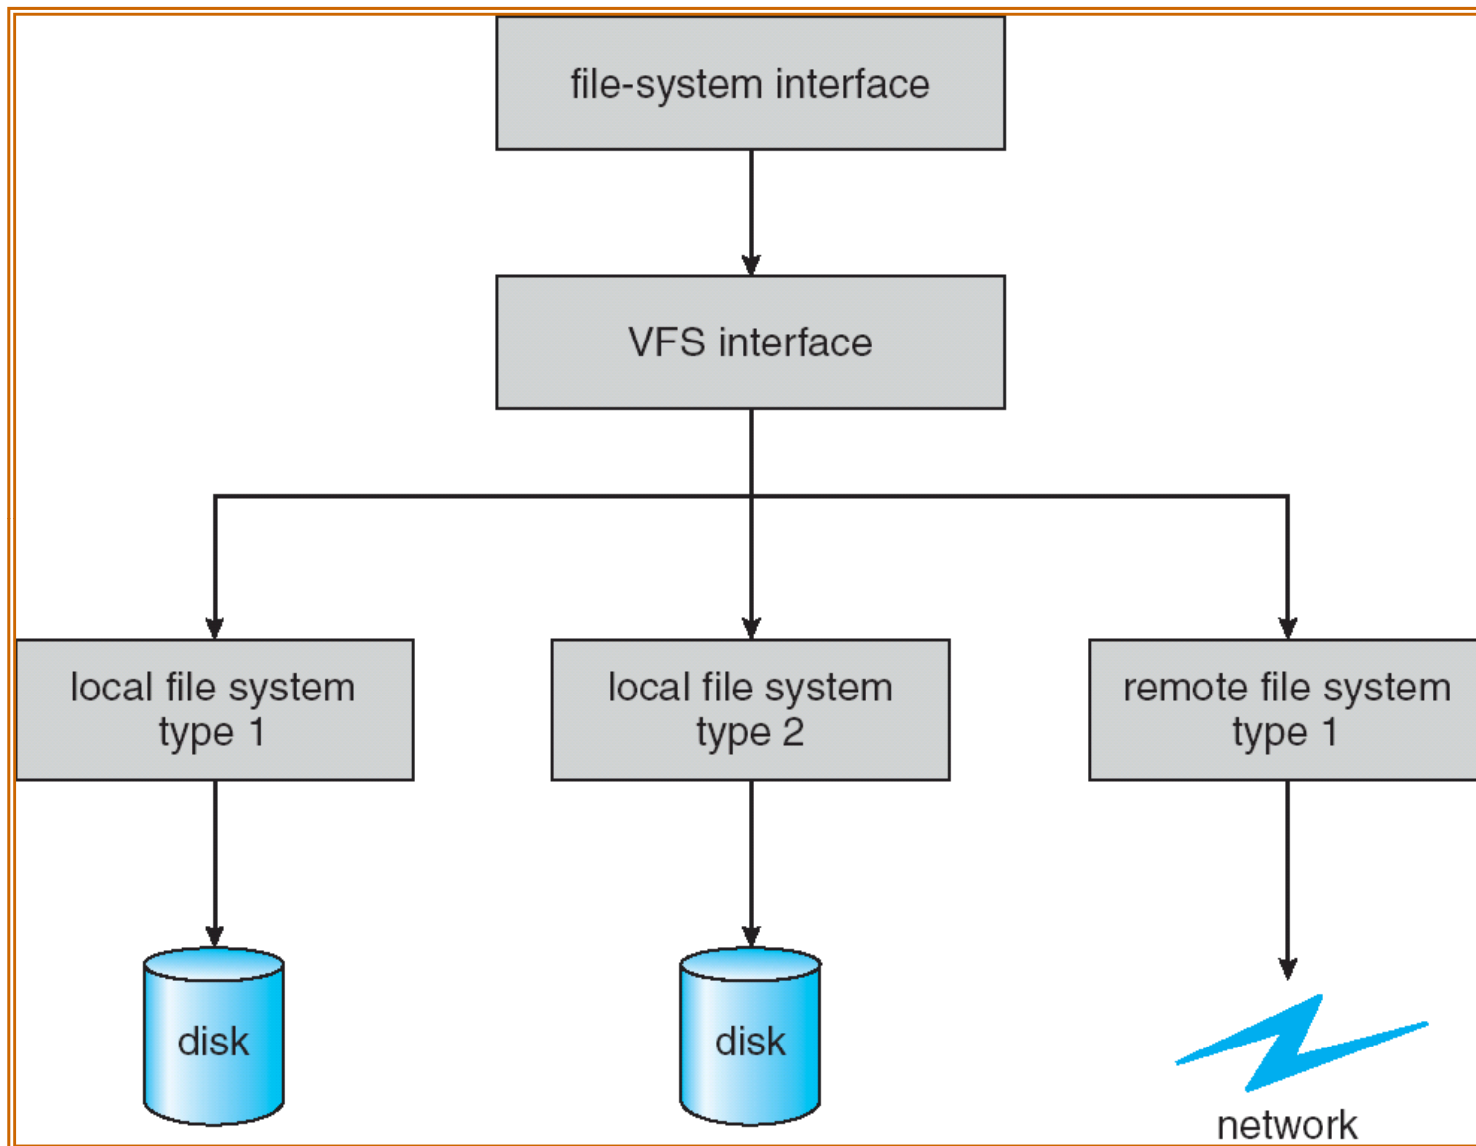 file-system interface
VFS interface
local file system
type 1
local file system
type 2
remote file system
type 1
disk
disk
network